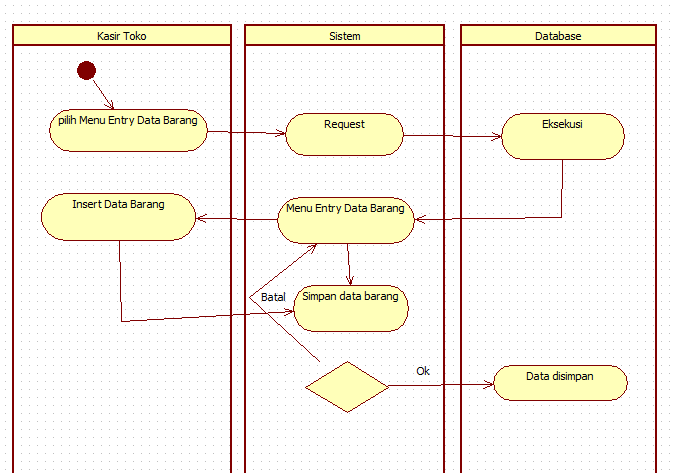 Kasir Toko
Sistem
Database
pilih Menu Entry Data Barang
Request
Eksekusi
Insert Data Barang
Menu Entry Data Barang
Batal
Simpan data barang
Ok
Data disimpan